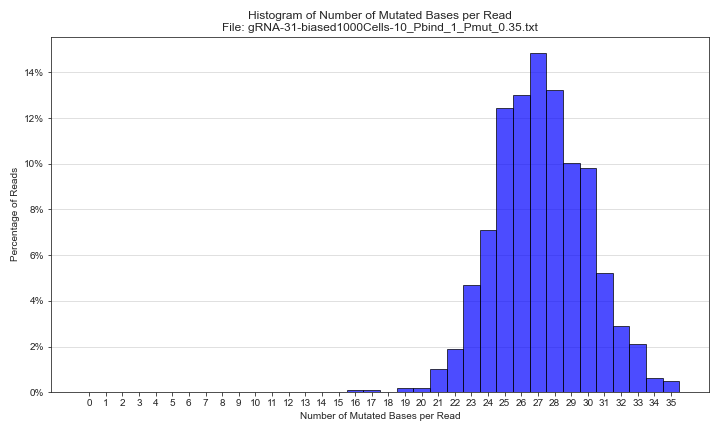 Histogram of Number of Mutated Bases per Read
File: gRNA-31-biased1000Cells-10_Pbind_1_Pmut_0.35.txt
14%
12%
10%
8%
6%
4%
2%
0%
Percentage of Reads
0 1 2 3 4 5 6 7 8 9 10 11 12 13 14 15 16 17 18 19 20 21 22 23 24 25 26 27 28 29 30 31 32 33 34 35
Number of Mutated Bases per Read